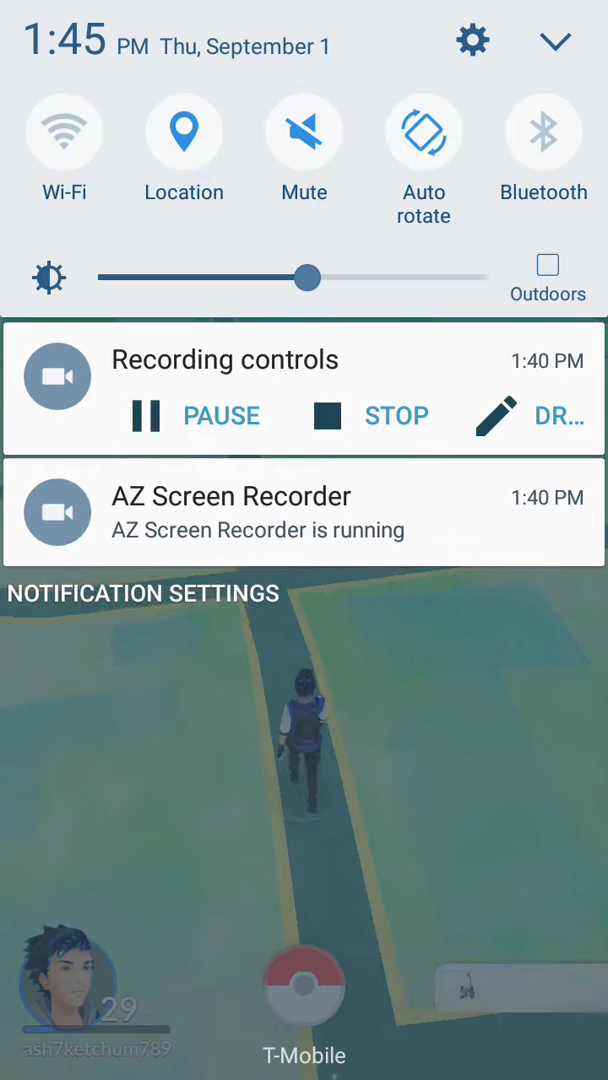 1:45 PM Thu, September 1
Wi-Fi
Location
Mute
Auto
rotate
Bluetooth
Outdoors
Recording controls
1:40 PM
PAUSE
STOP
DR...
AZ Screen Recorder
1:40 PM
AZ Screen Recorder is running
NOTIFICATION SETTINGS
29
ash7ketchum789
T-Mobile